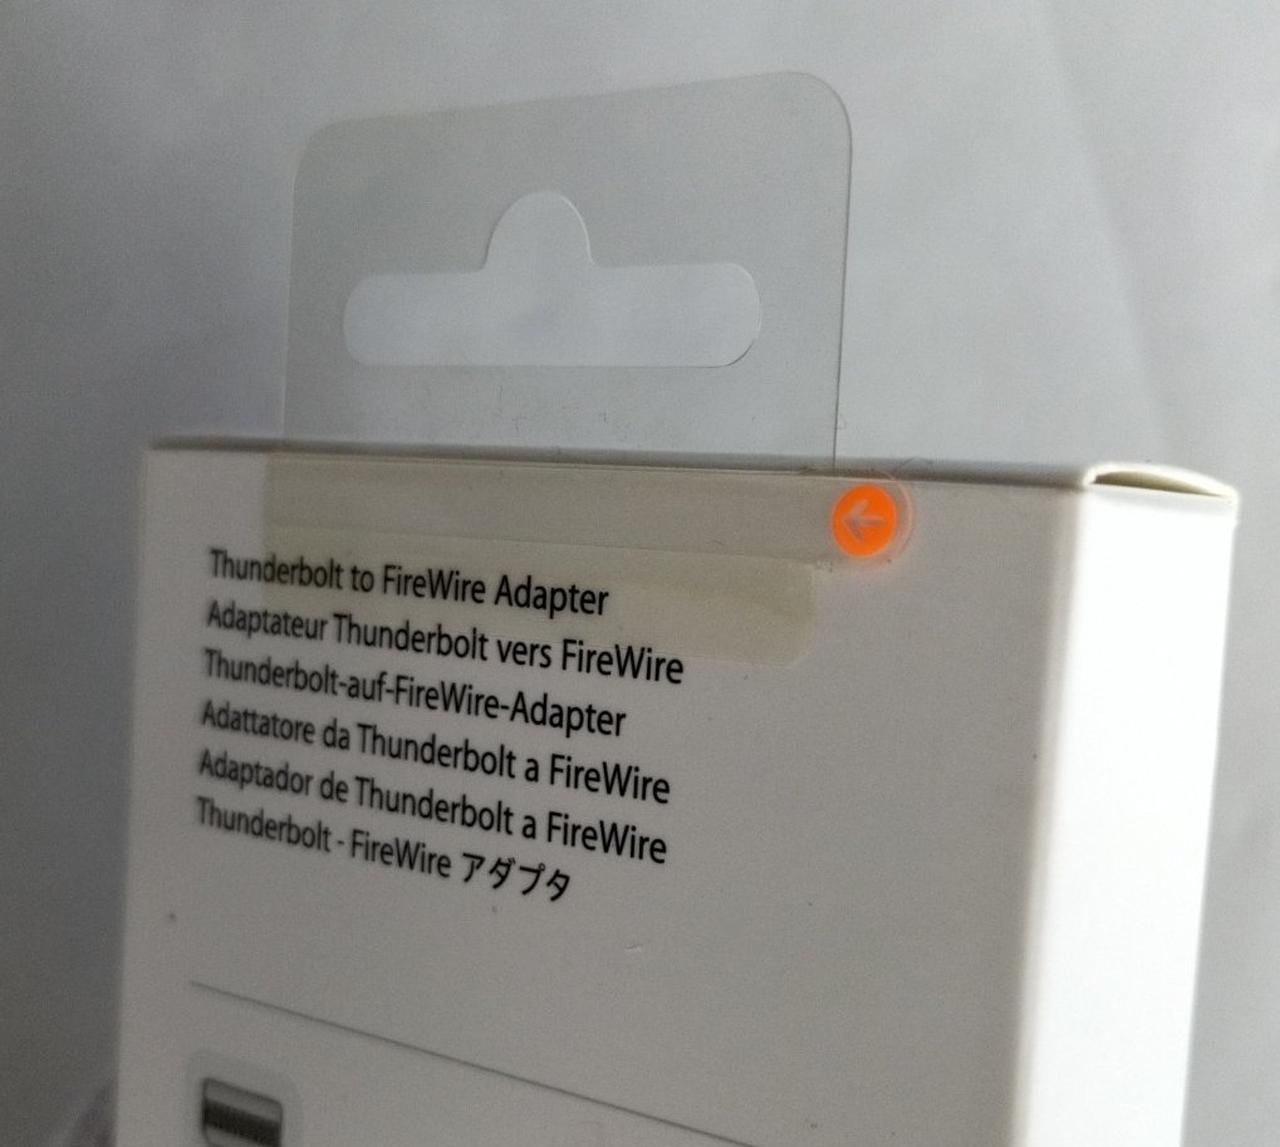 Thunderbolt to FireWire Adapter
Adaptateur Thunderbolt vers FireWire
Thunderbolt-auf-FireWire-Adapter
Adattatore da Thunderbolt a FireWire
Adaptador de Thunderbolt a FireWire
Thunderbolt - FireWire アダプタ